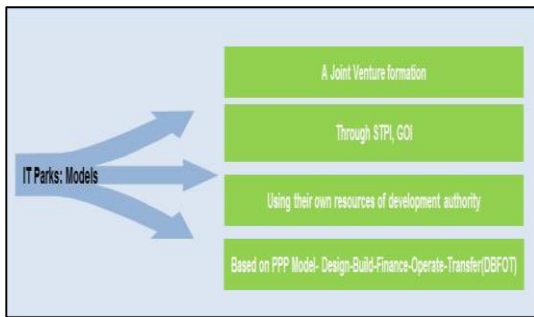 A Joint Venture formation
Through STPI, GOI
IT Parks: Models
Using their own resources of development authority
Based on PPP Model- Design-Build-Finance-Operate-Transfer(DBFOT)